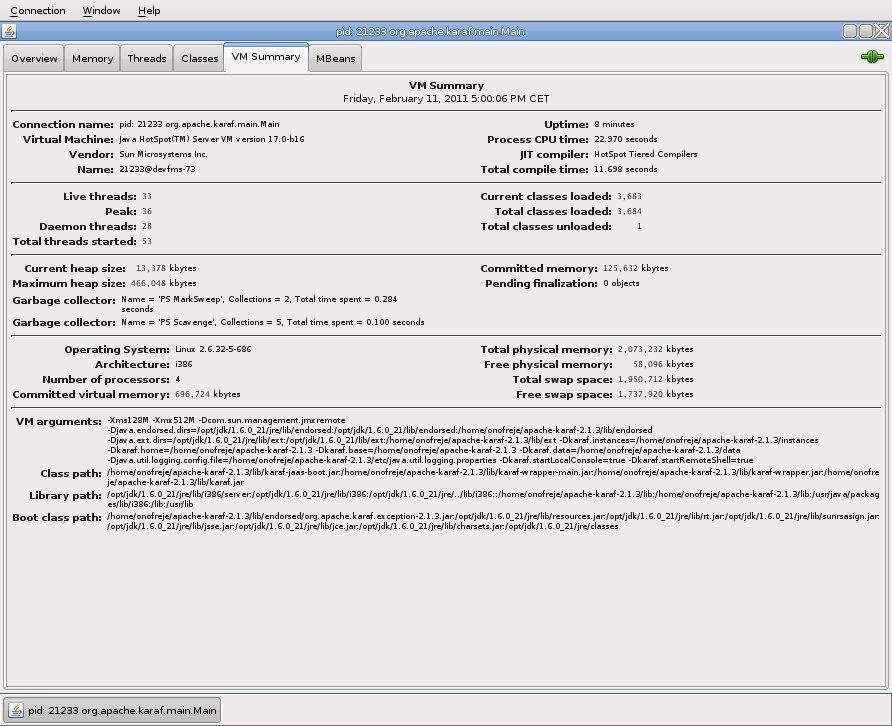 Connection Window Help
pid: 21233 org.apache.karaf.main.Main
Overview Memory Threads Classes VM Summary MBeans
VM Summary
Friday, February 11, 2011 5:00:06 PM CET
Connection name: pid: 21233 org.apache.karaf.main.Main
Virtual Machine: Java HotSpot(TM) Server VM version 17.0-b16
Vendor: Sun Microsystems Inc.
Name: 21233@devfms-73
Uptime: 8 minutes
Process CPU time: 22.970 seconds
JIT compiler: HotSpot Tiered Compilers
Total compile time: 11.698 seconds
Live threads: 33
Peak: 36
Daemon threads: 28
Total threads started: 53
Current classes loaded: 3,683
Total classes loaded: 3,684
Total classes unloaded: 1
Current heap size: 13,378 kbytes
Maximum heap size: 466,048 kbytes
Committed memory: 125,632 kbytes
Pending finalization: 0 objects
Garbage collector: Name = 'PS MarkSweep', Collections = 2, Total time spent = 0.284
seconds
Garbage collector: Name = 'PS Scavenge', Collections = 5, Total time spent = 0.100 seconds
Operating System: Linux 2.6.32-5-686
Architecture: i386
Number of processors: 4
Committed virtual memory: 696,724 kbytes
Total physical memory: 2,073,232 kbytes
Free physical memory: 58,096 kbytes
Total swap space: 1,950,712 kbytes
Free swap space: 1,737,920 kbytes
VM arguments: -Xms128M -Xmx512M -Dcom.sun.management.jmxremote
-Djava.endorsed.dirs=/opt/jdk/1.6.0_21/jre/lib/endorsed:/opt/jdk/1.6.0_21/lib/endorsed:/home/onofreje/apache-karaf-2.1.3/lib/endorsed
-Djava.ext.dirs=/opt/jdk/1.6.0_21/jre/lib/ext:/opt/jdk/1.6.0_21/lib/ext:/home/onofreje/apache-karaf-2.1.3/lib/ext -Dkaraf.instances=/home/onofreje/apache-karaf-2.1.3/instances
-Dkaraf.home=/home/onofreje/apache-karaf-2.1.3 -Dkaraf.base=/home/onofreje/apache-karaf-2.1.3 -Dkaraf.data=/home/onofreje/apache-karaf-2.1.3/data
-Djava.util.logging.config.file=/home/onofreje/apache-karaf-2.1.3/etc/java.util.logging.properties -Dkaraf.startLocalConsole=true -Dkaraf.startRemoteShell=true
Class path: /home/onofreje/apache-karaf-2.1.3/lib/karaf-jaas-boot.jar:/home/onofreje/apache-karaf-2.1.3/lib/karaf-wrapper-main.jar:/home/onofreje/apache-karaf-2.1.3/lib/karaf-wrapper.jar:/home/onofre
je/apache-karaf-2.1.3/lib/karaf.jar
Library path: /opt/jdk/1.6.0_21/jre/lib/i386/server:/opt/jdk/1.6.0_21/jre/lib/i386:/opt/jdk/1.6.0_21/jre/../lib/i386::/home/onofreje/apache-karaf-2.1.3/lib:/home/onofreje/apache-karaf-2.1.3/lib:/usr/java/packag
es/lib/i386:/lib:/usr/lib
Boot class path: /home/onofreje/apache-karaf-2.1.3/lib/endorsed/org.apache.karaf.exception-2.1.3.jar:/opt/jdk/1.6.0_21/jre/lib/resources.jar:/opt/jdk/1.6.0_21/jre/lib/rt.jar:/opt/jdk/1.6.0_21/jre/lib/sunrsasign.jar:
/opt/jdk/1.6.0_21/jre/lib/jsse.jar:/opt/jdk/1.6.0_21/jre/lib/jce.jar:/opt/jdk/1.6.0_21/jre/lib/charsets.jar:/opt/jdk/1.6.0_21/jre/classes
pid: 21233 org.apache.karaf.main.Main